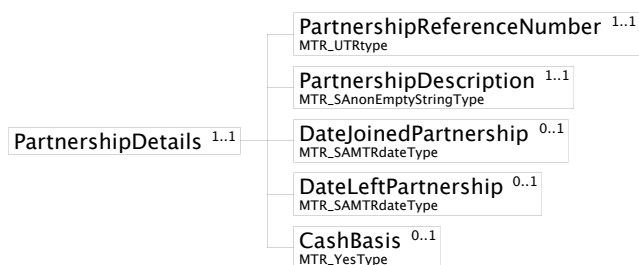 PartnershipReferenceNumber 1..1
MTR_UTRtype
PartnershipDescription 1..1
MTR_SAnonEmptyStringType
PartnershipDetails 1..1
DateJoinedPartnership 0..1
MTR_SAMTRdateType
DateLeftPartnership 0..1
MTR_SAMTRdateType
CashBasis 0..1
MTR_YesType